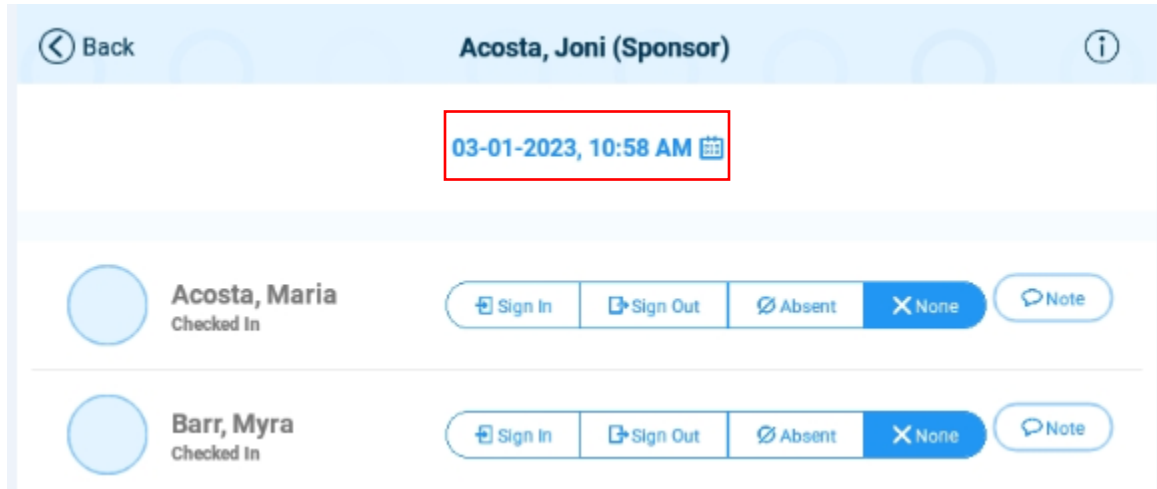 Back
Acosta, Joni (Sponsor)
03-01-2023, 10:58 AM
Acosta, Maria
Checked In
Sign In
Sign Out
Absent
None
Note
Barr, Myra
Checked In
Sign In
Sign Out
Absent
None
Note